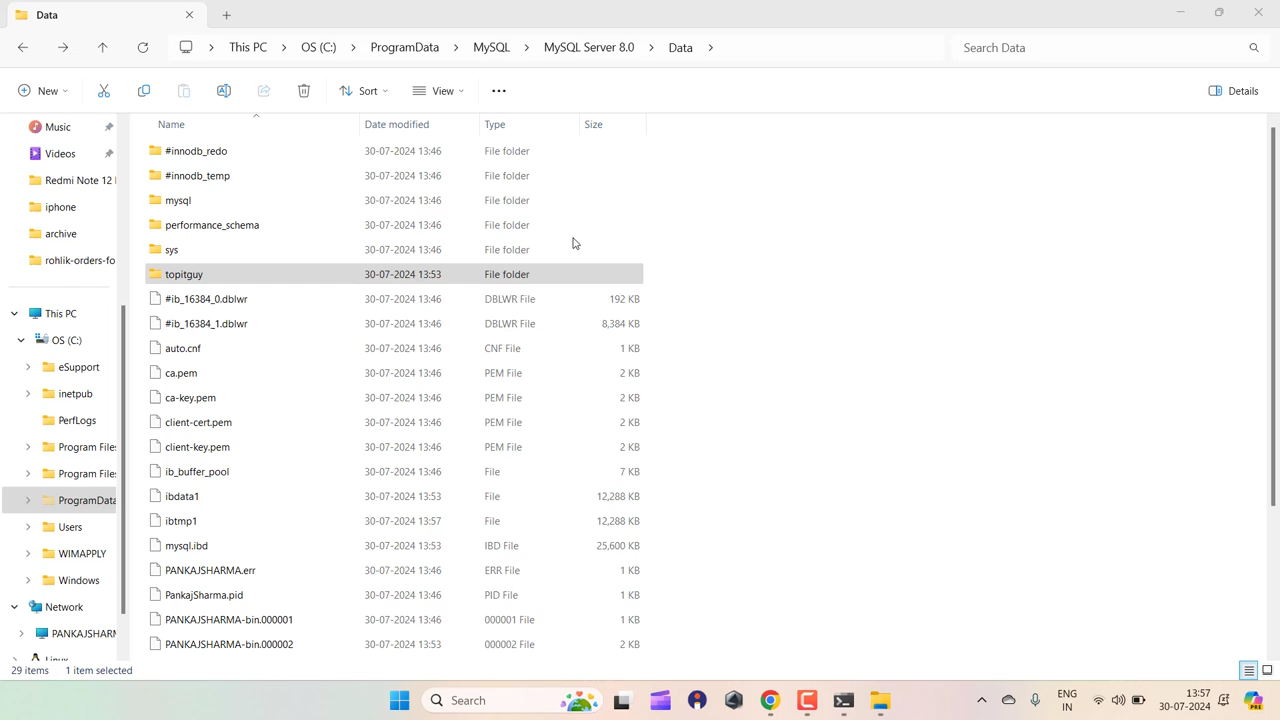 Data
This PC > OS (C:) > ProgramData > MySQL > MySQL Server 8.0 > Data >
Search Data
New
Sort
View
Details
Name Date modified Type Size
Music
Videos
Redmi Note 12
iphone
archive
rohlik-orders-fo
This PC
OS (C:)
eSupport
inetpub
PerfLogs
Program Files
Program Files
ProgramData
Users
WIMAPPLY
Windows
Network
PANKAJSHARM
Linux
#innodb_redo 30-07-2024 13:46 File folder
#innodb_temp 30-07-2024 13:46 File folder
mysql 30-07-2024 13:46 File folder
performance_schema 30-07-2024 13:46 File folder
sys 30-07-2024 13:46 File folder
topitguy 30-07-2024 13:53 File folder
#ib_16384_0.dblwr 30-07-2024 13:46 DBLWR File 192 KB
#ib_16384_1.dblwr 30-07-2024 13:46 DBLWR File 8,384 KB
auto.cnf 30-07-2024 13:46 CNF File 1 KB
ca.pem 30-07-2024 13:46 PEM File 2 KB
ca-key.pem 30-07-2024 13:46 PEM File 2 KB
client-cert.pem 30-07-2024 13:46 PEM File 2 KB
client-key.pem 30-07-2024 13:46 PEM File 2 KB
ib_buffer_pool 30-07-2024 13:46 File 7 KB
ibdata1 30-07-2024 13:53 File 12,288 KB
ibtmp1 30-07-2024 13:57 File 12,288 KB
mysql.ibd 30-07-2024 13:53 IBD File 25,600 KB
PANKAJSHARMA.err 30-07-2024 13:46 ERR File 1 KB
PankajSharma.pid 30-07-2024 13:46 PID File 1 KB
PANKAJSHARMA-bin.000001 30-07-2024 13:46 000001 File 1 KB
PANKAJSHARMA-bin.000002 30-07-2024 13:53 000002 File 2 KB
29 items 1 item selected
Search
ENG
IN
13:57
30-07-2024
PRE